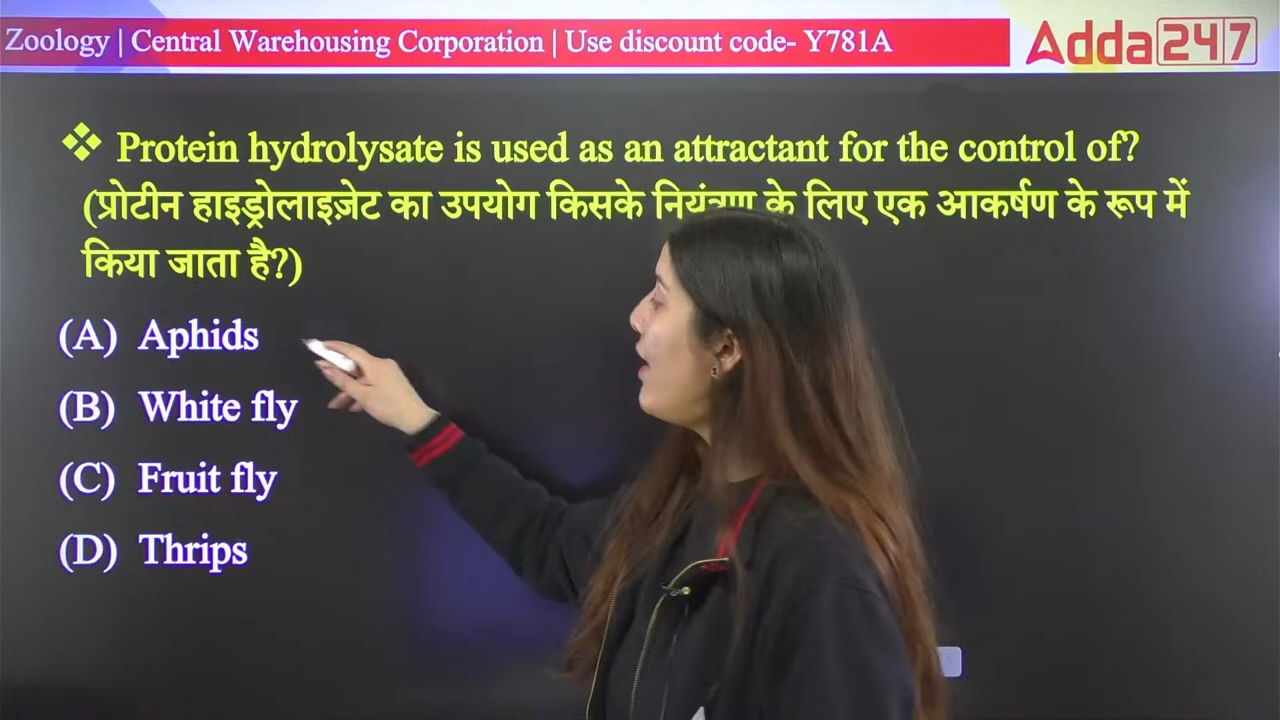 Zoology | Central Warehousing Corporation | Use discount code- Y781A
Adda247
❖ Protein hydrolysate is used as an attractant for the control of?
(प्रोटीन हाइड्रोलाइज़ेट का उपयोग किसके नियंत्रण के लिए एक आकर्षण के रूप में
किया जाता है?)
(A) Aphids
(B) White fly
(C) Fruit fly
(D) Thrips